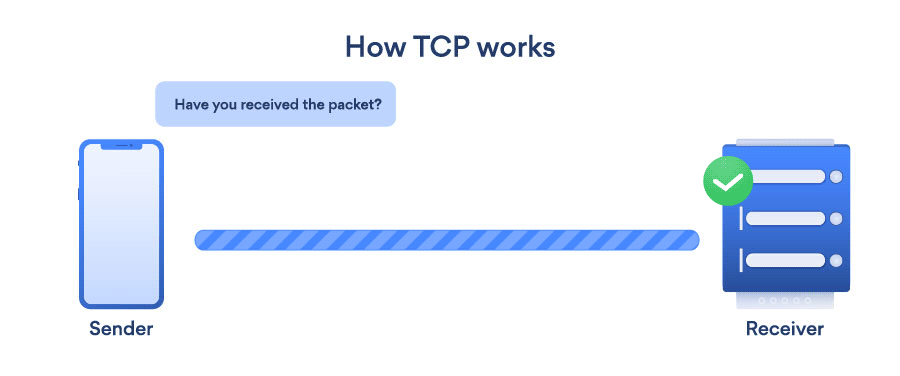 How TCP works
Have you received the packet?
Sender
Receiver